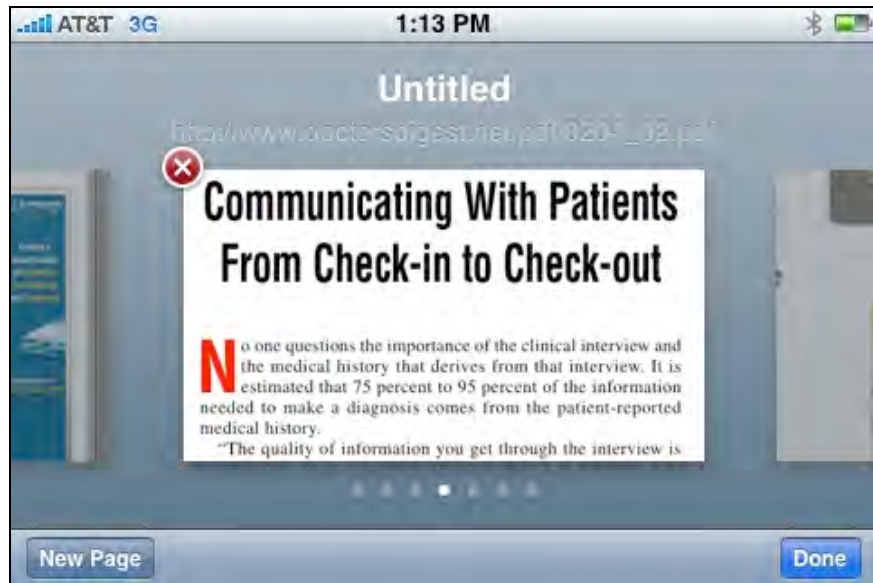 AT&T 3G 1:13 PM
Untitled
Communicating With Patients
From Check-in to Check-out
No one questions the importance of the clinical interview and
the medical history that derives from that interview. It is
estimated that 75 percent to 95 percent of the information
needed to make a diagnosis comes from the patient-reported
medical history.
“The quality of information you get through the interview is
New Page Done